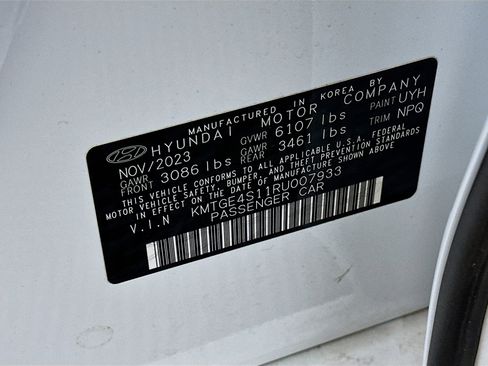 MANUFACTURED IN KOREA BY
HYUNDAI MOTOR COMPANY
NOV/2023 GVWR 6107 lbs PAINT UYH
GAWR FRONT 3086 lbs GAWR REAR 3461 lbs TRIM NPQ
THIS VEHICLE CONFORMS TO ALL APPLICABLE U.S.A. FEDERAL
MOTOR VEHICLE SAFETY, BUMPER, AND THEFT PREVENTION STANDARDS
IN EFFECT ON THE DATE OF MANUFACTURE SHOWN ABOVE.
V.I.N KMTGE4S11RU007933
PASSENGER CAR